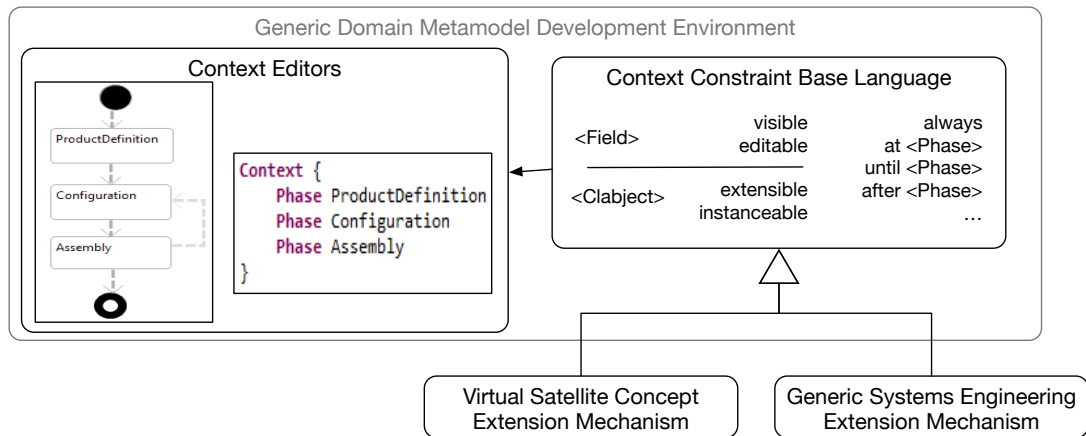 Generic Domain Metamodel Development Environment
Context Editors
ProductDefinition
Configuration
Assembly
Context {
Phase ProductDefinition
Phase Configuration
Phase Assembly
}
Context Constraint Base Language
<Field>
visible
editable
<Clabject>
extensible
instanceable
always
at <Phase>
until <Phase>
after <Phase>
...
Virtual Satellite Concept
Extension Mechanism
Generic Systems Engineering
Extension Mechanism